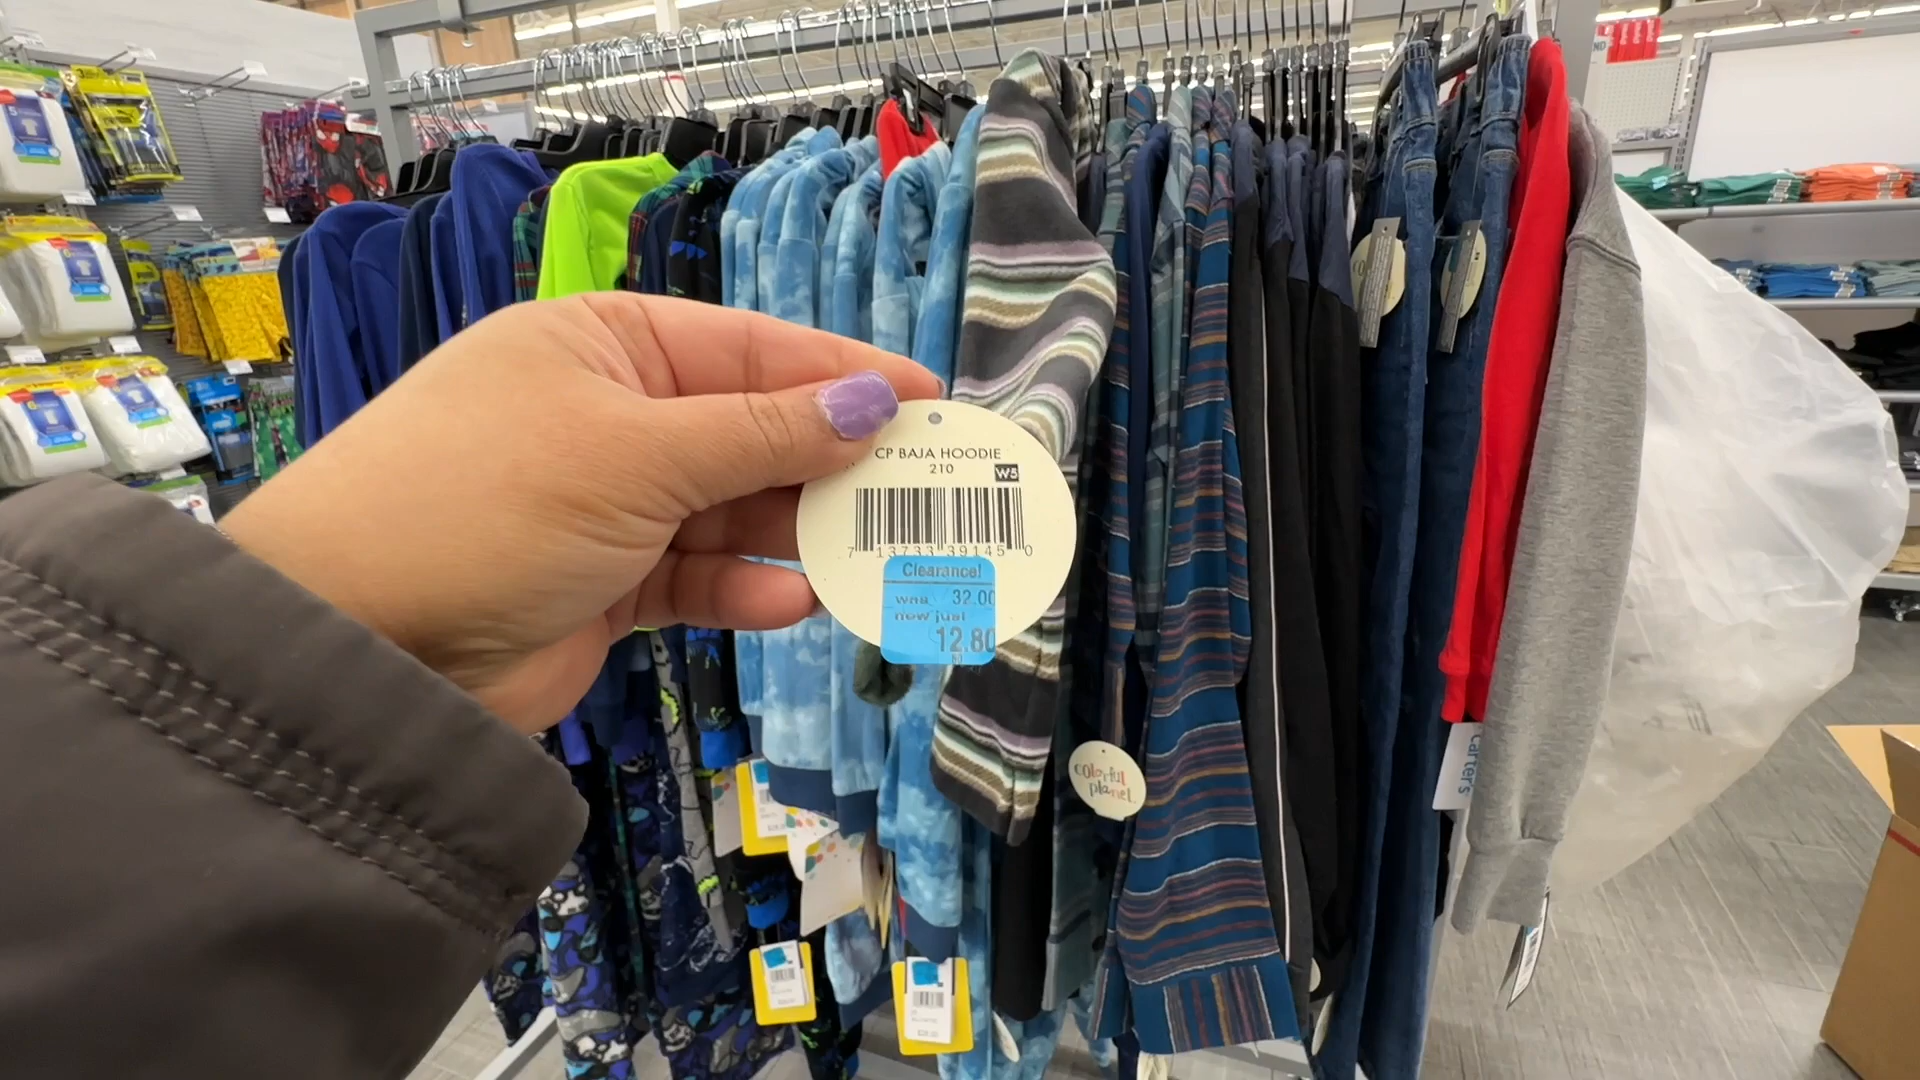 CP BAJA HOODIE
210
W5
7 13733 39145 0
Clearance!
was 32.00
now just
12.80
colorful
planet.
carter's